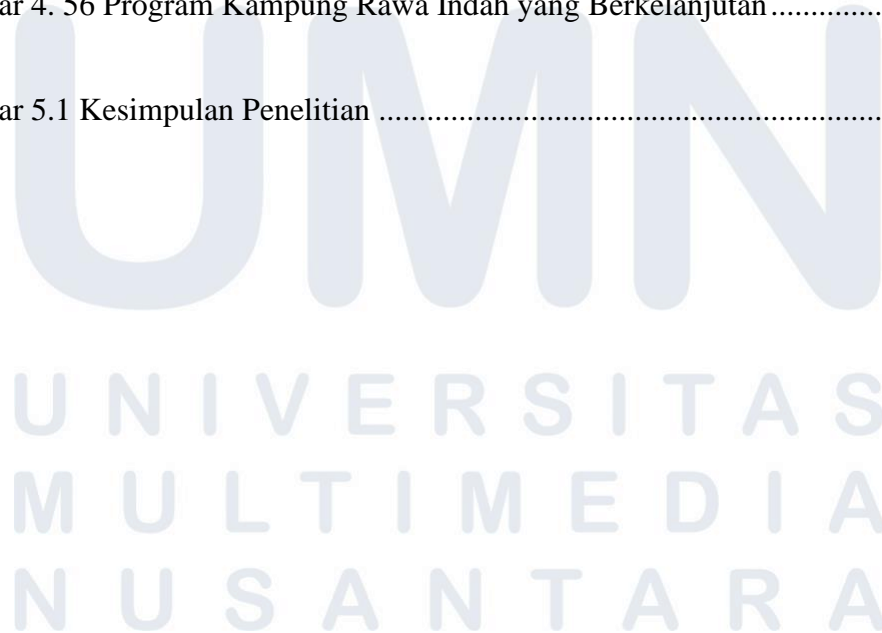 ar 4. 56 Program Kampung Rawa Indah yang Berkelanjutan..............
ar 5.1 Kesimpulan Penelitian ................................................................
UMN
UNIVERSITAS
MULTIMEDIA
NUSANTARA